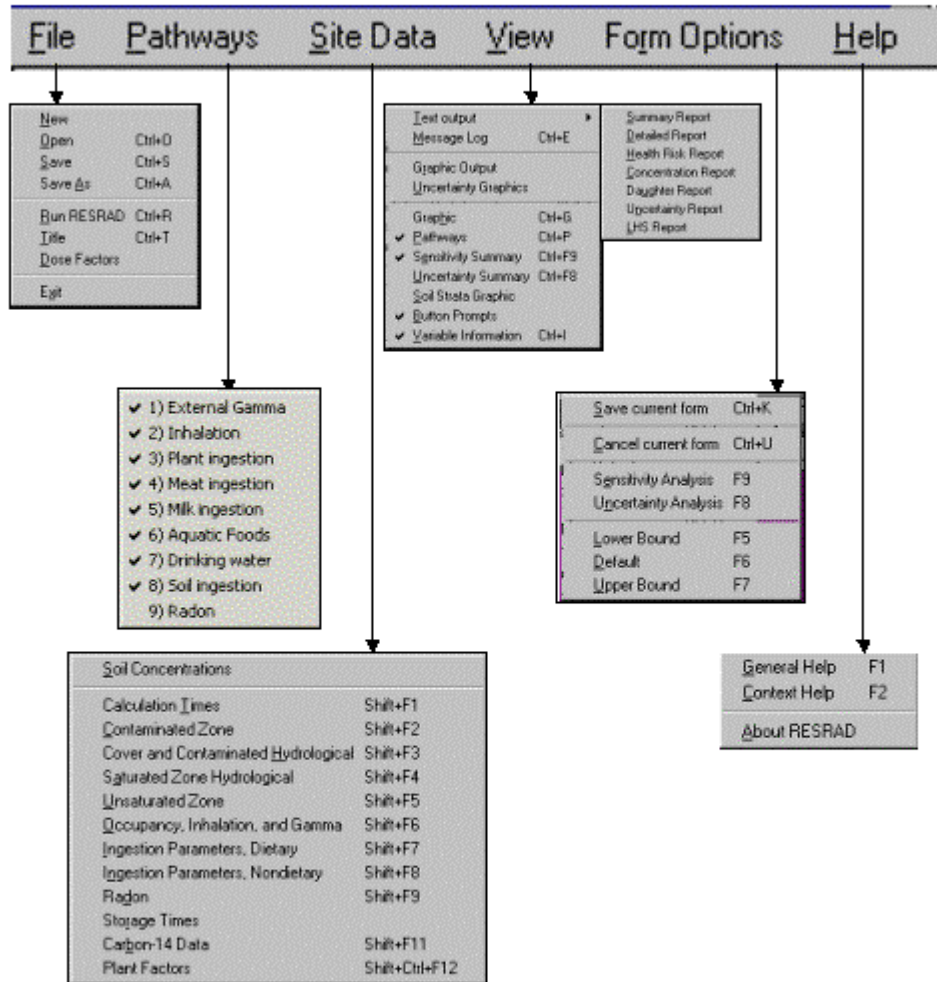 File Pathways Site Data View Form Options Help
New
Open Ctrl+O
Save Ctrl+S
Save As Ctrl+A
Run RESRAD Ctrl+R
Title Ctrl+T
Dose Factors
Exit
Text output
Message Log Ctrl+E
Graphic Output
Uncertainty Graphics
Graphic Ctrl+G
✔ Pathways Ctrl+P
✔ Sensitivity Summary Ctrl+F9
Uncertainty Summary Ctrl+F8
Soil Strata Graphic
✔ Button Prompts
✔ Variable Information Ctrl+I
Summary Report
Detailed Report
Health Risk Report
Concentration Report
Daughter Report
Uncertainty Report
LHS Report
✔ 1) External Gamma
✔ 2) Inhalation
✔ 3) Plant ingestion
✔ 4) Meat ingestion
✔ 5) Milk ingestion
✔ 6) Aquatic Foods
✔ 7) Drinking water
✔ 8) Soil ingestion
9) Radon
Save current form Ctrl+K
Cancel current form Ctrl+U
Sensitivity Analysis F9
Uncertainty Analysis F8
Lower Bound F5
Default F6
Upper Bound F7
Soil Concentrations
Calculation Times Shift+F1
Contaminated Zone Shift+F2
Cover and Contaminated Hydrological Shift+F3
Saturated Zone Hydrological Shift+F4
Unsaturated Zone Shift+F5
Occupancy, Inhalation, and Gamma Shift+F6
Ingestion Parameters, Dietary Shift+F7
Ingestion Parameters, Nondietary Shift+F8
Radon Shift+F9
Storage Times
Carbon-14 Data Shift+F11
Plant Factors Shift+Ctrl+F12
General Help F1
Context Help F2
About RESRAD